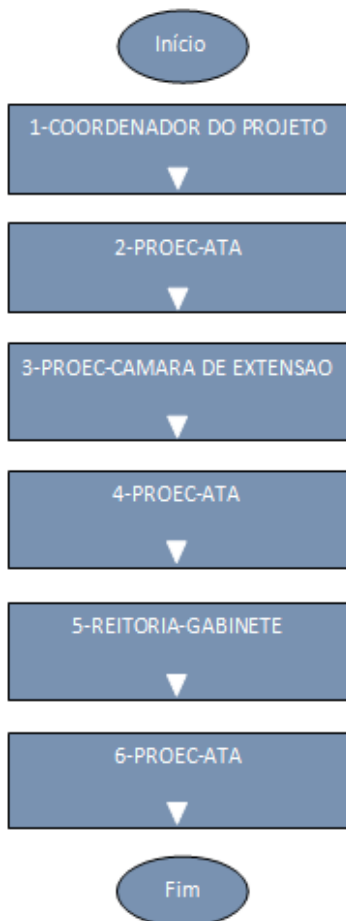 Início
1-COORDENADOR DO PROJETO
2-PROEC-ATA
3-PROEC-CAMARA DE EXTENSAO
4-PROEC-ATA
5-REITORIA-GABINETE
6-PROEC-ATA
Fim